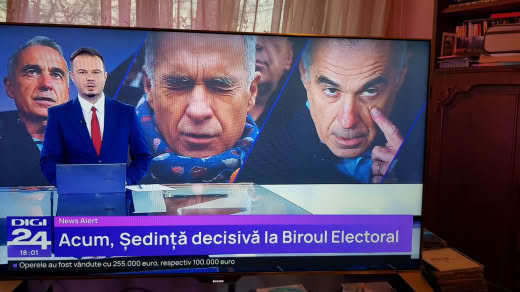 News Alert
DIGI
24
18:01
Acum, Ședință decisivă la Biroul Electoral
Operele au fost vândute cu 255.000 euro, respectiv 100.000 euro
PHILIPS